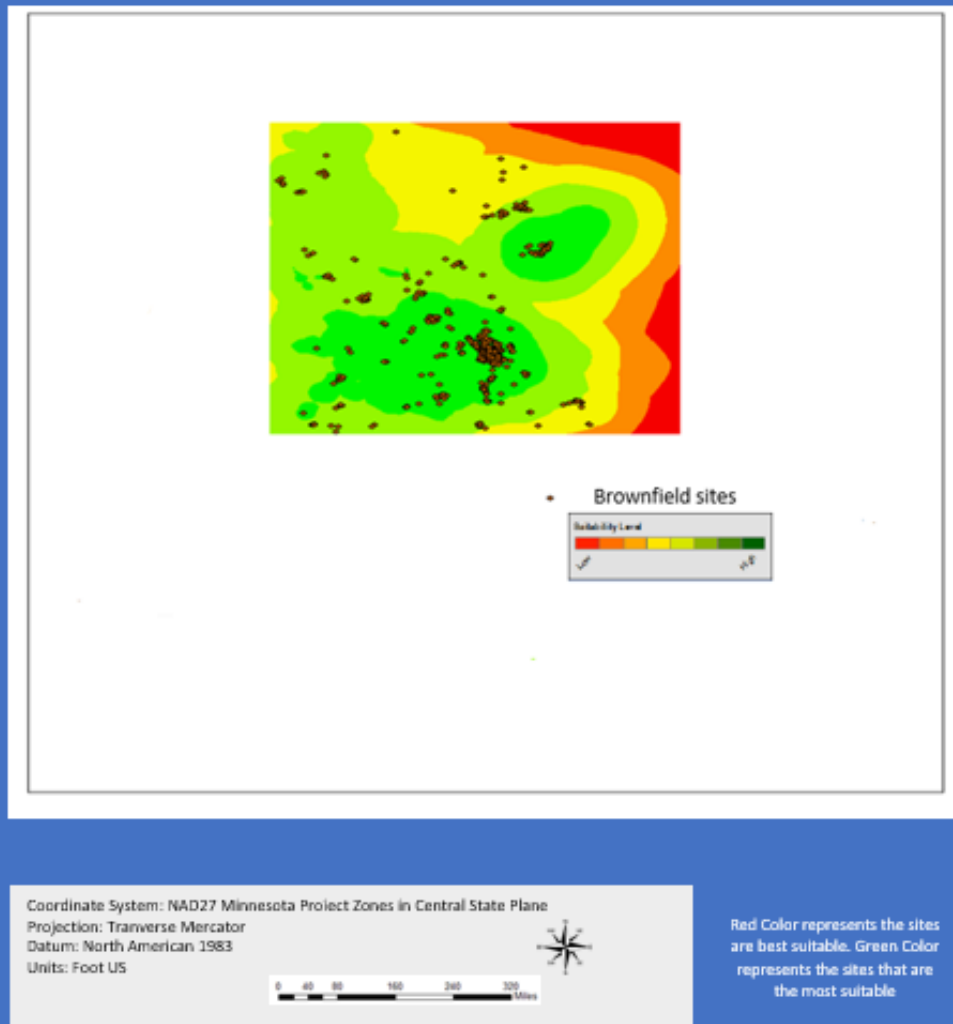 Brownfield sites
Suitability Land
Low
High
Coordinate System: NAD27 Minnesota Project Zones in Central State Plane
Projection: Tranverse Mercator
Datum: North American 1983
Units: Foot US
0 40 80 160 240 320
Miles
Red Color represents the sites
are best suitable. Green Color
represents the sites that are
the most suitable